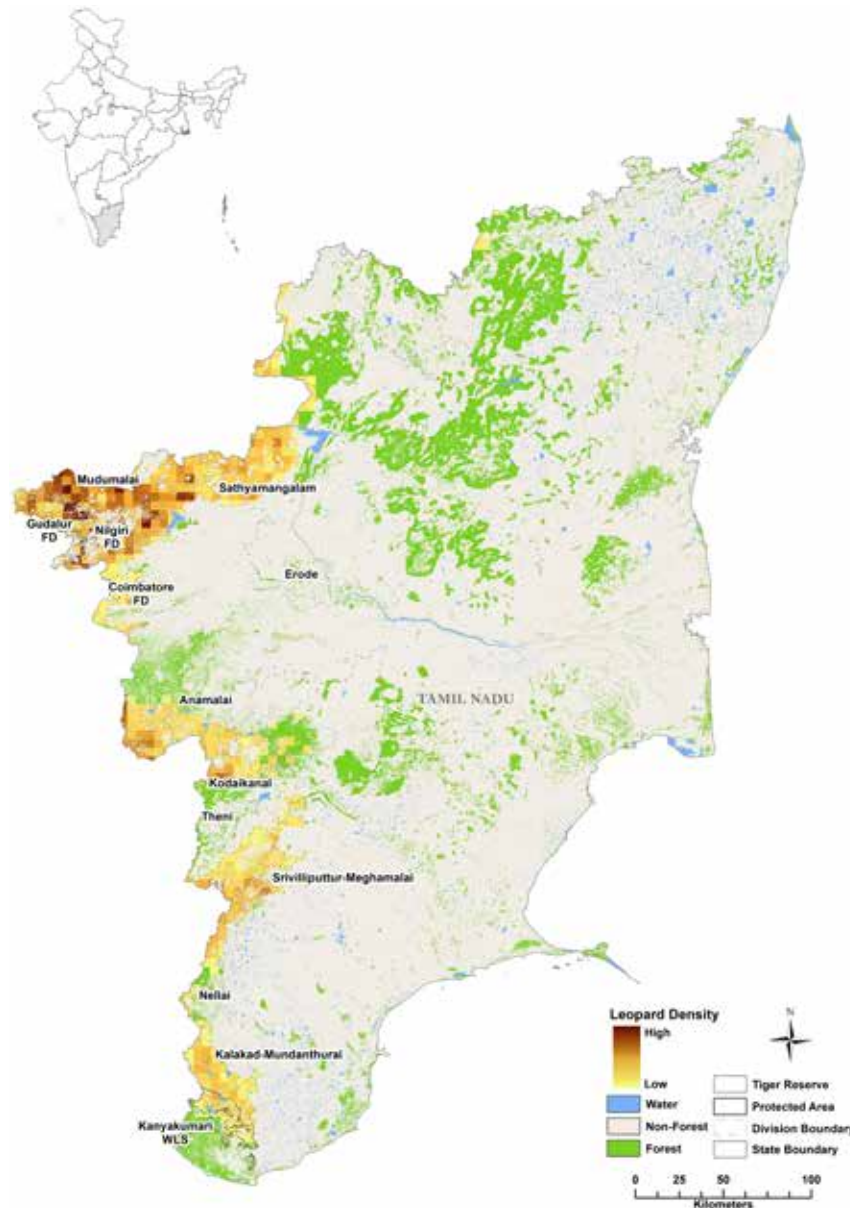 Mudumalai
Sathyamangalam
Gudalur
FD
Nilgiri
FD
Erode
Coimbatore
FD
Anamalai
TAMIL NADU
Kodaikanal
Theni
Srivilliputtur-Meghamalai
Nellai
Kalakad-Mundanthurai
Kanyakumari
WLS
Leopard Density
High
Low
Water
Non-Forest
Forest
N
Tiger Reserve
Protected Area
Division Boundary
State Boundary
0 25 50 100
Kilometers